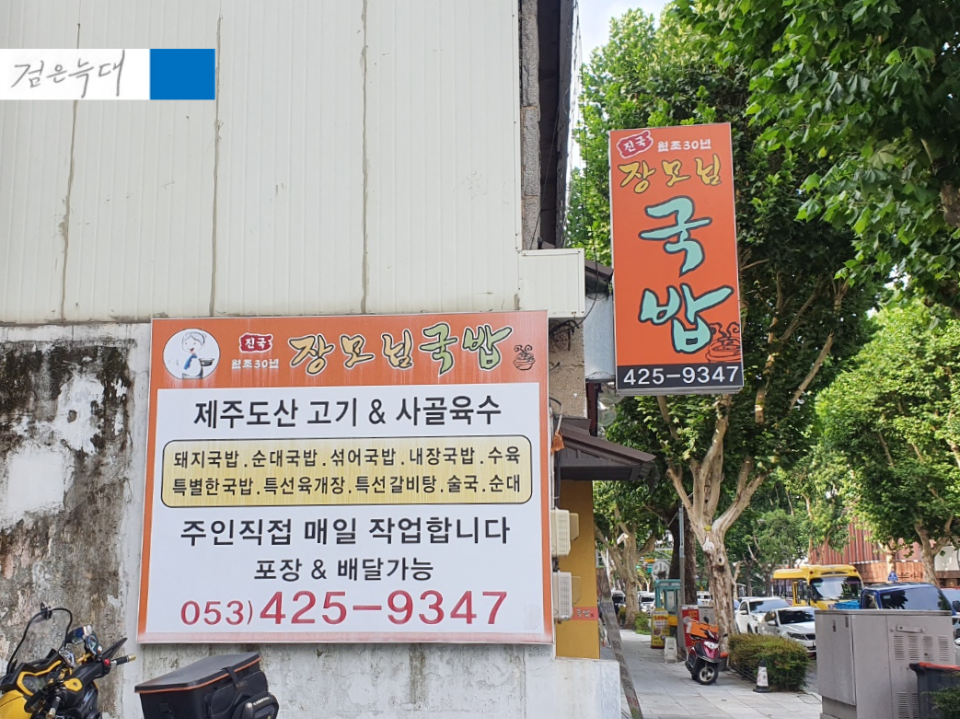 검은늑대
진국 원조30년
장모님
국
밥
425-9347
진국
원조30년
장모님국밥
제주도산 고기 & 사골육수
돼지국밥.순대국밥.섞어국밥.내장국밥.수육
특별한국밥.특선육개장.특선갈비탕.술국.순대
주인직접 매일 작업합니다
포장 & 배달가능
053)425-9347